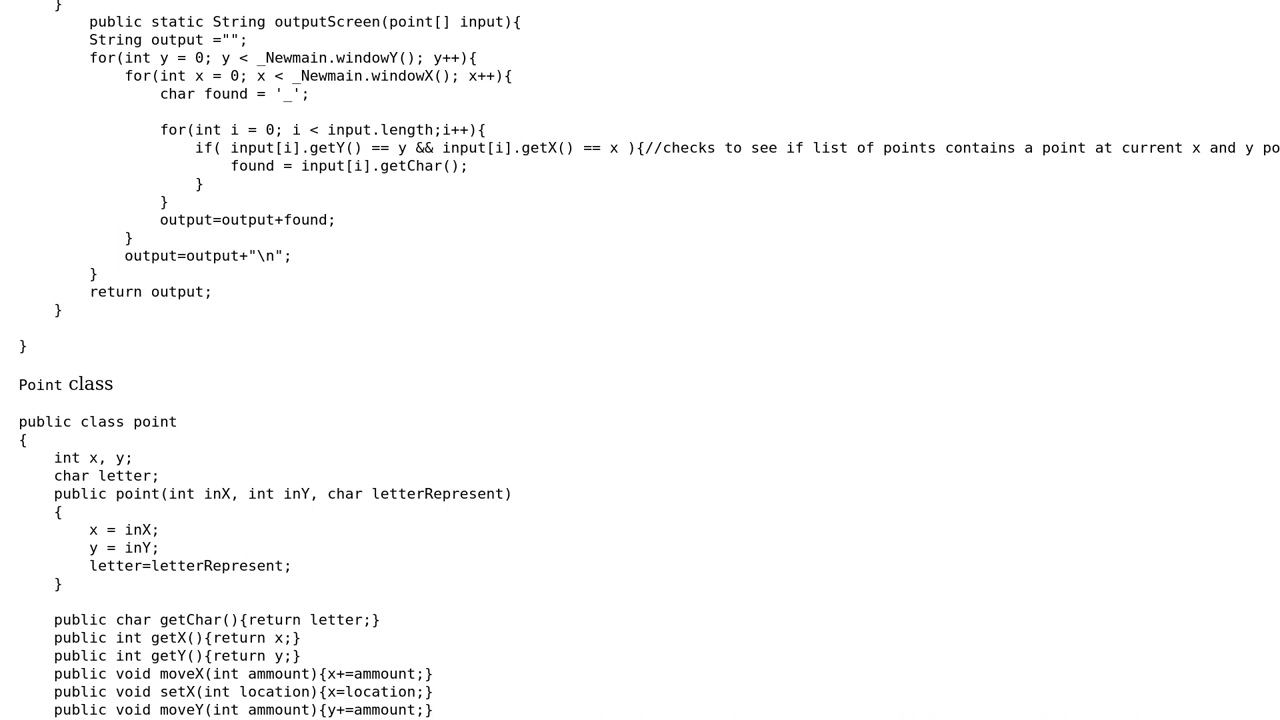 }
        public static String outputScreen(point[] input){
        String output ="";
        for(int y = 0; y < _Newmain.windowY(); y++){
            for(int x = 0; x < _Newmain.windowX(); x++){
                char found = '_';

                for(int i = 0; i < input.length;i++){
                    if( input[i].getY() == y && input[i].getX() == x ){//checks to see if list of points contains a point at current x and y po
                        found = input[i].getChar();
                    }
                }
                output=output+found;
            }
            output=output+"\n";
        }
        return output;
    }

}

Point class

public class point
{
    int x, y;
    char letter;
    public point(int inX, int inY, char letterRepresent)
    {
        x = inX;
        y = inY;
        letter=letterRepresent;
    }

    public char getChar(){return letter;}
    public int getX(){return x;}
    public int getY(){return y;}
    public void moveX(int ammount){x+=ammount;}
    public void setX(int location){x=location;}
    public void moveY(int ammount){y+=ammount;}